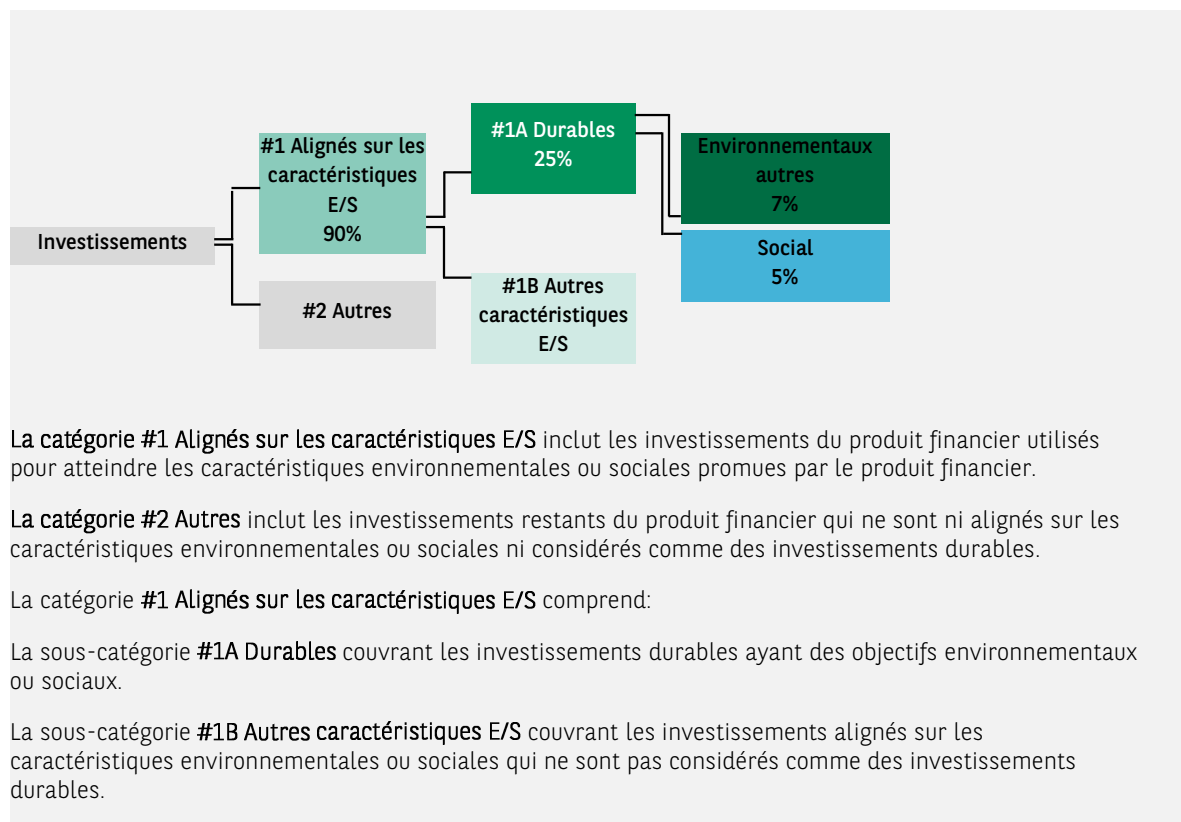 #1A Durables
25%
#1 Alignés sur les
caractéristiques
E/S
90%
Environnementaux
autres
7%
Investissements
Social
5%
#2 Autres
#1B Autres
caractéristiques
E/S
La catégorie #1 Alignés sur les caractéristiques E/S inclut les investissements du produit financier utilisés
pour atteindre les caractéristiques environnementales ou sociales promues par le produit financier.
La catégorie #2 Autres inclut les investissements restants du produit financier qui ne sont ni alignés sur les
caractéristiques environnementales ou sociales ni considérés comme des investissements durables.
La catégorie #1 Alignés sur les caractéristiques E/S comprend:
La sous-catégorie #1A Durables couvrant les investissements durables ayant des objectifs environnementaux
ou sociaux.
La sous-catégorie #1B Autres caractéristiques E/S couvrant les investissements alignés sur les
caractéristiques environnementales ou sociales qui ne sont pas considérés comme des investissements
durables.